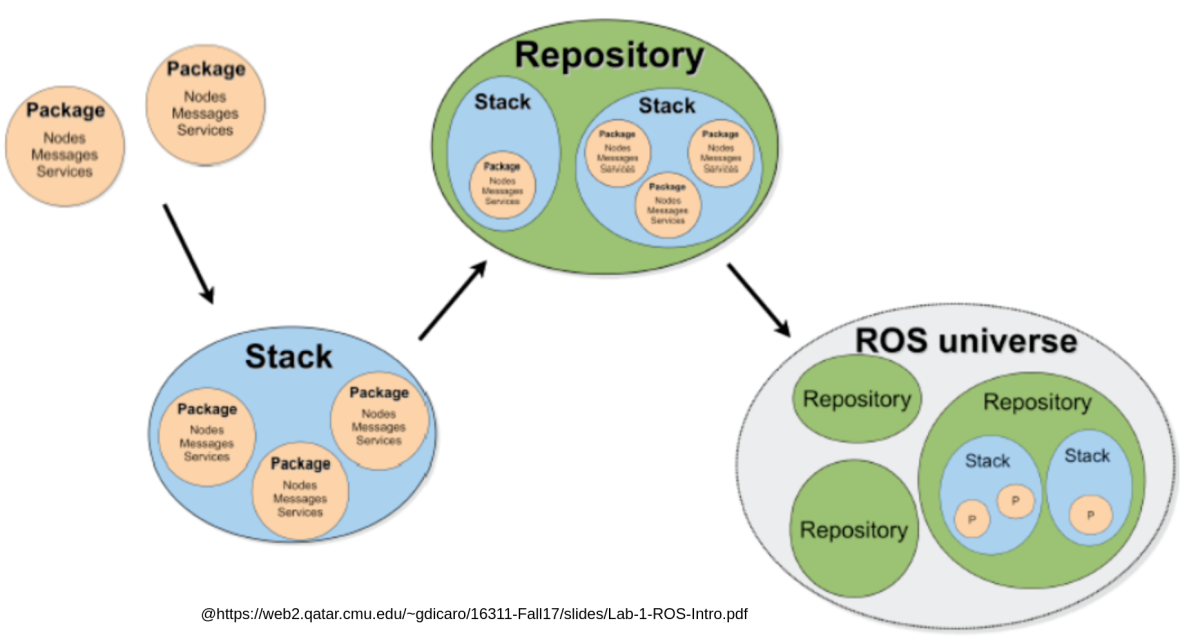 Package
Nodes
Messages
Services
Package
Nodes
Messages
Services
Stack
Package
Nodes
Messages
Services
Package
Nodes
Messages
Services
Package
Nodes
Messages
Services
Repository
Stack
Package
Nodes
Messages
Services
Stack
Package
Nodes
Messages
Services
Package
Nodes
Messages
Services
Package
Nodes
Messages
Services
ROS universe
Repository
Repository
Repository
Stack
P
P
Stack
P
@https://web2.qatar.cmu.edu/~gdicaro/16311-Fall17/slides/Lab-1-ROS-Intro.pdf